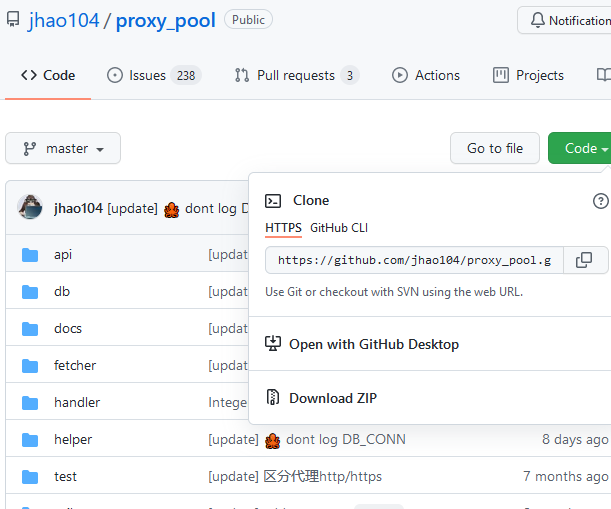 jhao104 / proxy_pool Public Notification
Code Issues 238 Pull requests 3 Actions Projects
master Go to file Code
jhao104 [update] dont log D
Clone
HTTPS GitHub CLI
https://github.com/jhao104/proxy_pool.g
Use Git or checkout with SVN using the web URL.
Open with GitHub Desktop
Download ZIP
api [updat
db [updat
docs [updat
fetcher [updat
handler Intege
helper [update] dont log DB_CONN 8 days ago
test [update] 区分代理http/https 7 months ago